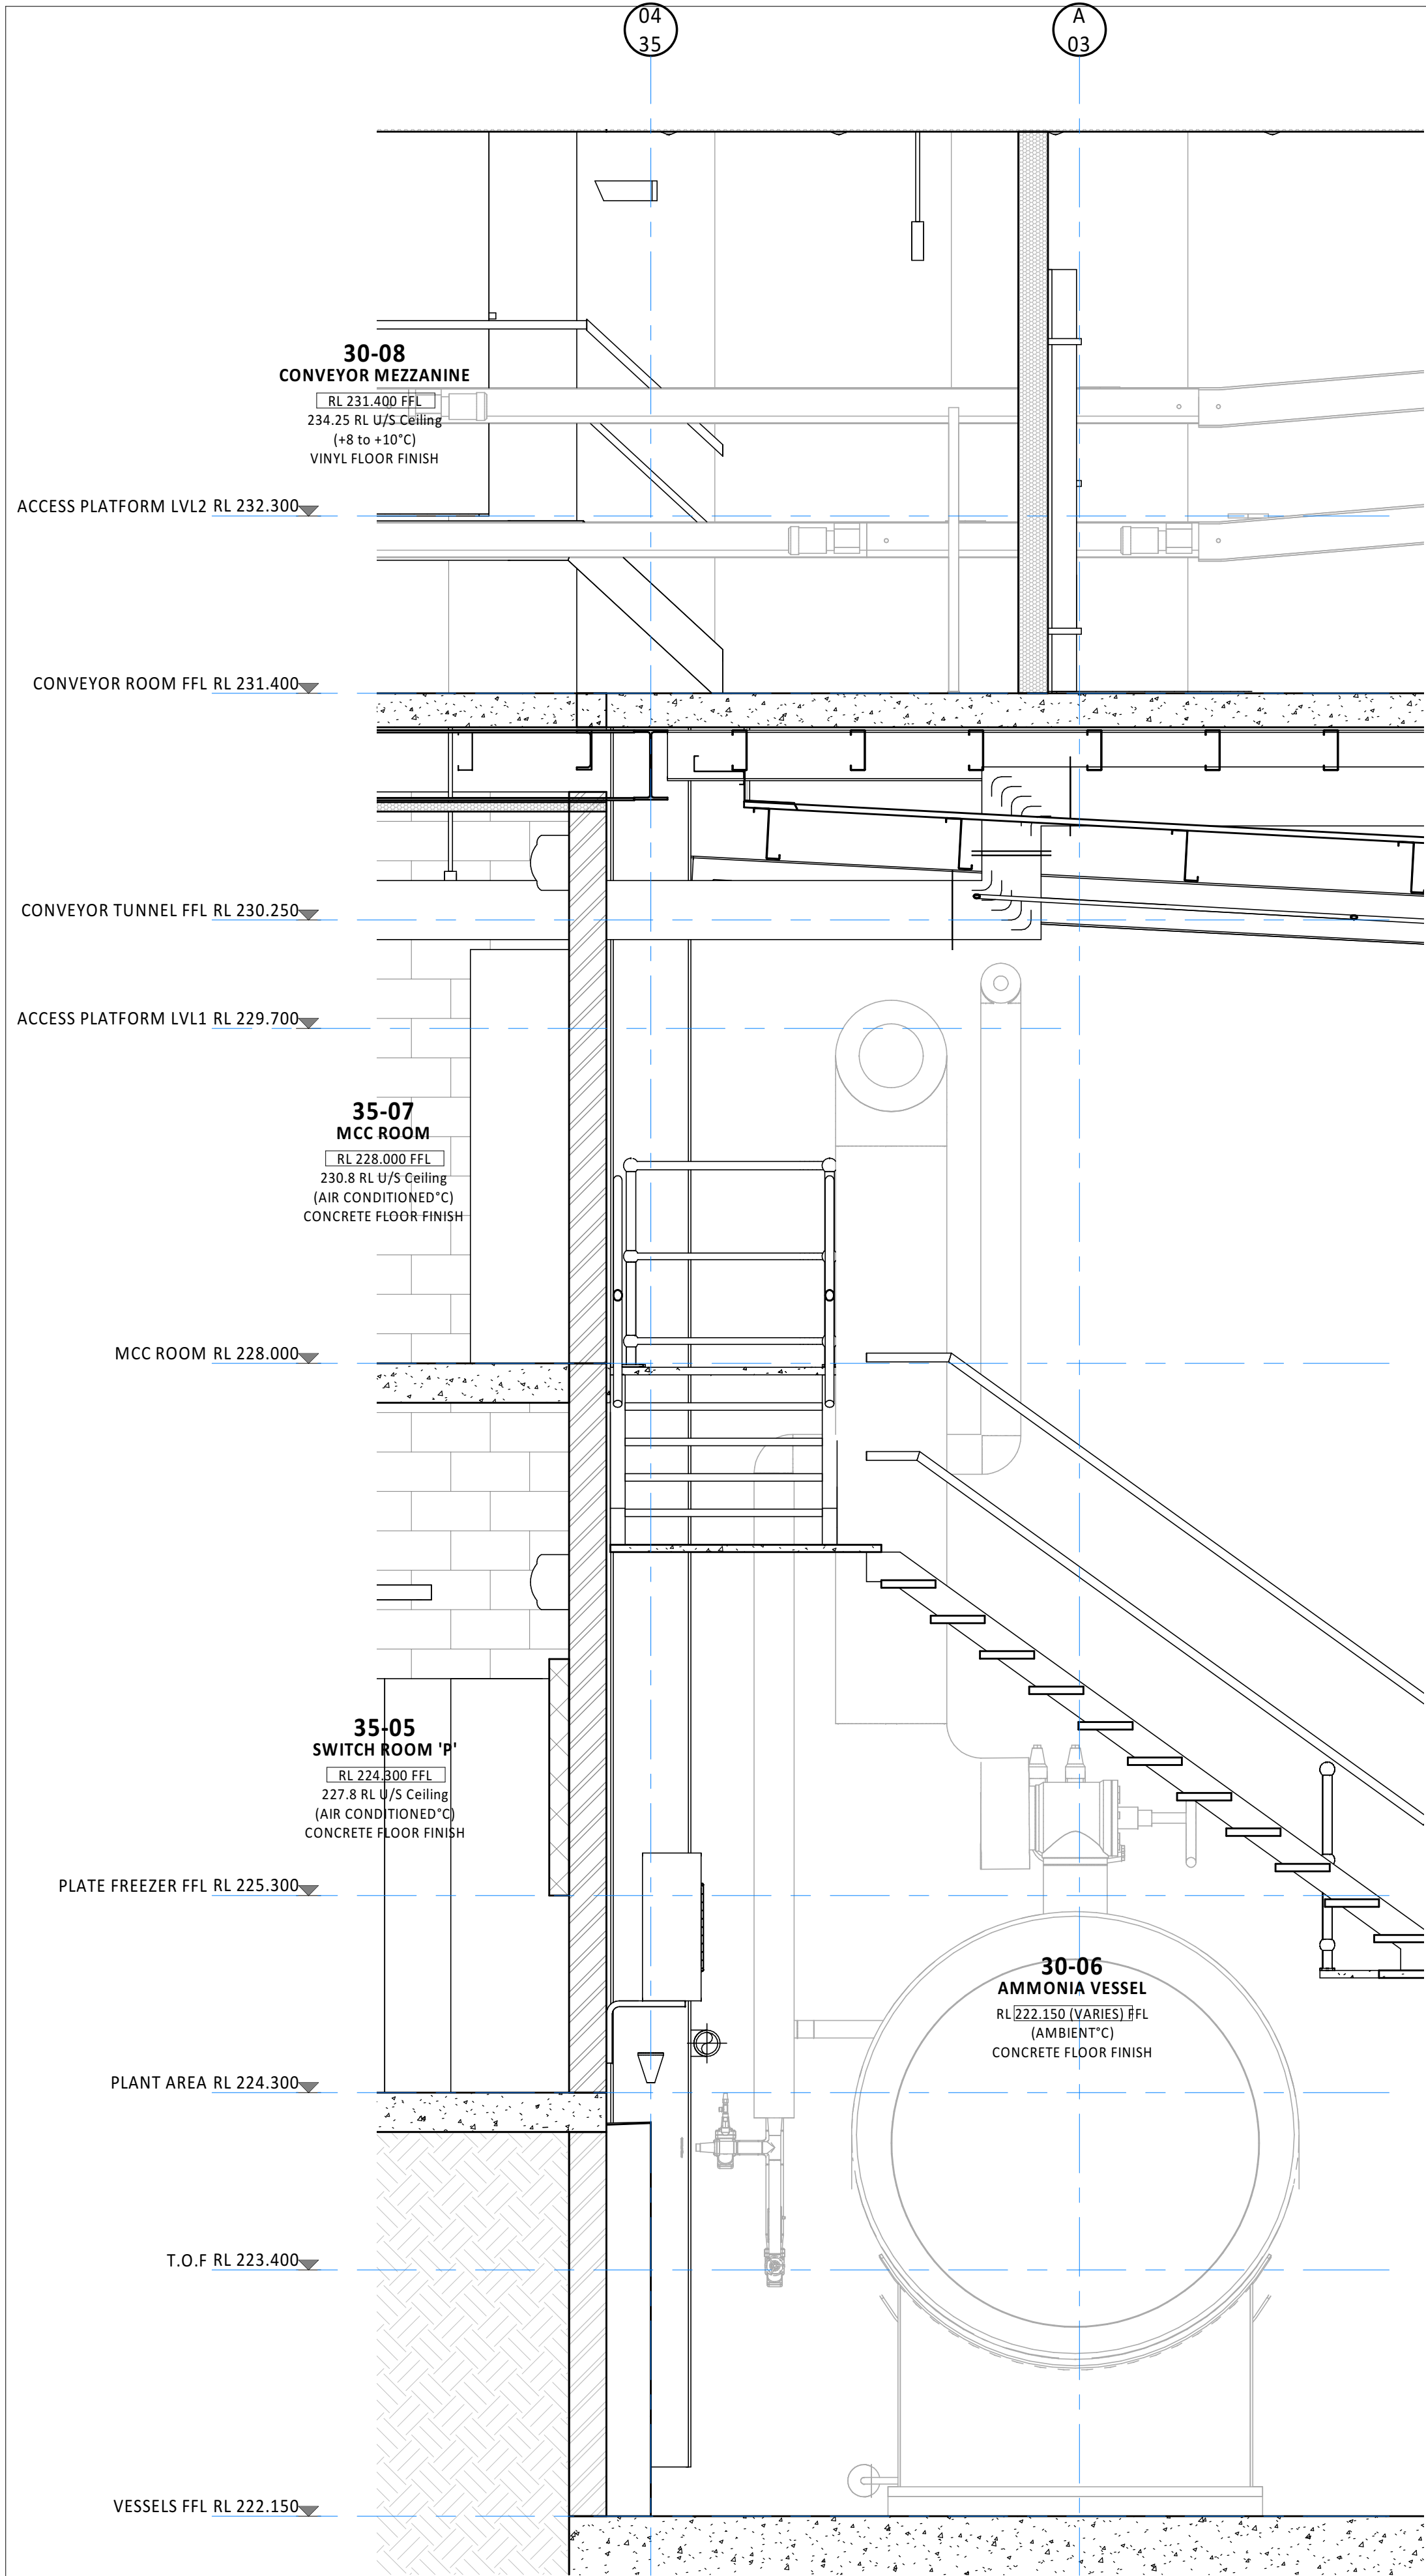 04
35
A
03
30-08
CONVEYOR MEZZANINE
RL 231.400 FFL
234.25 RL U/S Ceiling
(+8 to +10°C)
VINYL FLOOR FINISH
ACCESS PLATFORM LVL2 RL 232.300
CONVEYOR ROOM FFL RL 231.400
CONVEYOR TUNNEL FFL RL 230.250
ACCESS PLATFORM LVL1 RL 229.700
35-07
MCC ROOM
RL 228.000 FFL
230.8 RL U/S Ceiling
(AIR CONDITIONED°C)
CONCRETE FLOOR FINISH
MCC ROOM RL 228.000
35-05
SWITCH ROOM 'P'
RL 224.300 FFL
227.8 RL U/S Ceiling
(AIR CONDITIONED°C)
CONCRETE FLOOR FINISH
PLATE FREEZER FFL RL 225.300
30-06
AMMONIA VESSEL
RL 222.150 (VARIES) FFL
(AMBIENT°C)
CONCRETE FLOOR FINISH
PLANT AREA RL 224.300
T.O.F RL 223.400
VESSELS FFL RL 222.150